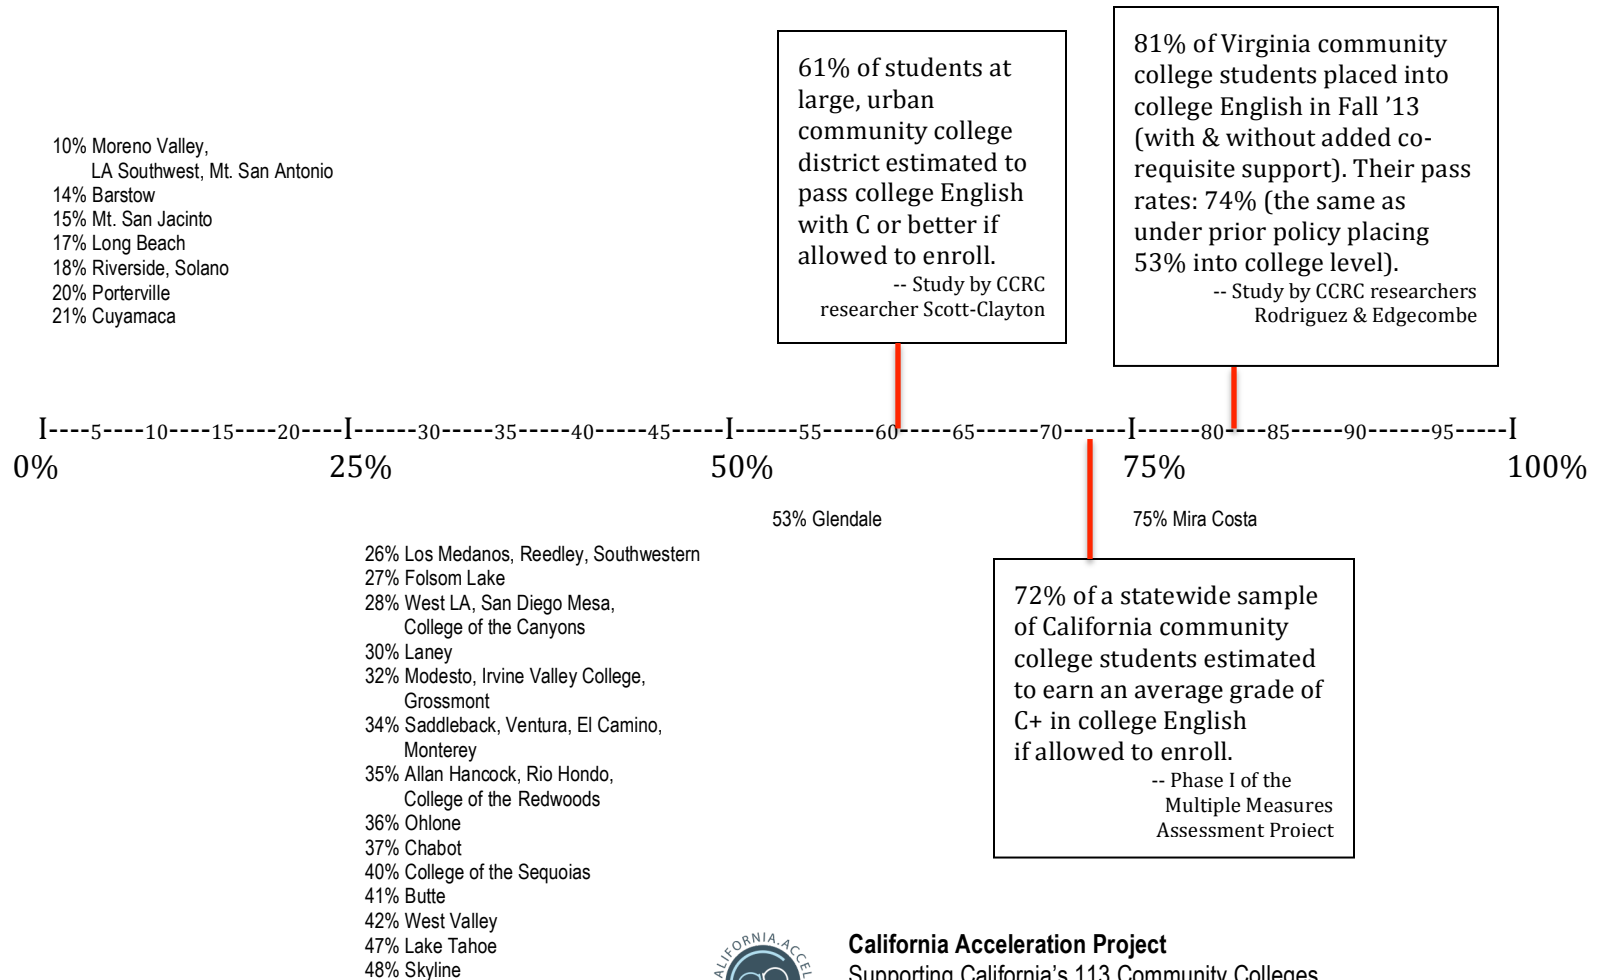 61% of students at
large, urban
community college
district estimated to
pass college English
with C or better if
allowed to enroll.
-- Study by CCRC
researcher Scott-Clayton
81% of Virginia community
college students placed into
college English in Fall ’13
(with & without added co-
requisite support). Their pass
rates: 74% (the same as
under prior policy placing
53% into college level).
-- Study by CCRC researchers
Rodriguez & Edgecombe
10% Moreno Valley,
LA Southwest, Mt. San Antonio
14% Barstow
15% Mt. San Jacinto
17% Long Beach
18% Riverside, Solano
20% Porterville
21% Cuyamaca
I----5----10----15----20----I------30------35------40------45-----I------55------60------65------70------I------80------85------90------95-----I
0% 25% 50% 75% 100%
53% Glendale
75% Mira Costa
26% Los Medanos, Reedley, Southwestern
27% Folsom Lake
28% West LA, San Diego Mesa,
College of the Canyons
30% Laney
32% Modesto, Irvine Valley College,
Grossmont
34% Saddleback, Ventura, El Camino,
Monterey
35% Allan Hancock, Rio Hondo,
College of the Redwoods
36% Ohlone
37% Chabot
40% College of the Sequoias
41% Butte
42% West Valley
47% Lake Tahoe
48% Skyline
72% of a statewide sample
of California community
college students estimated
to earn an average grade of
C+ in college English
if allowed to enroll.
-- Phase I of the
Multiple Measures
Assessment Project
California Acceleration Project
Supporting California’s 113 Community Colleges